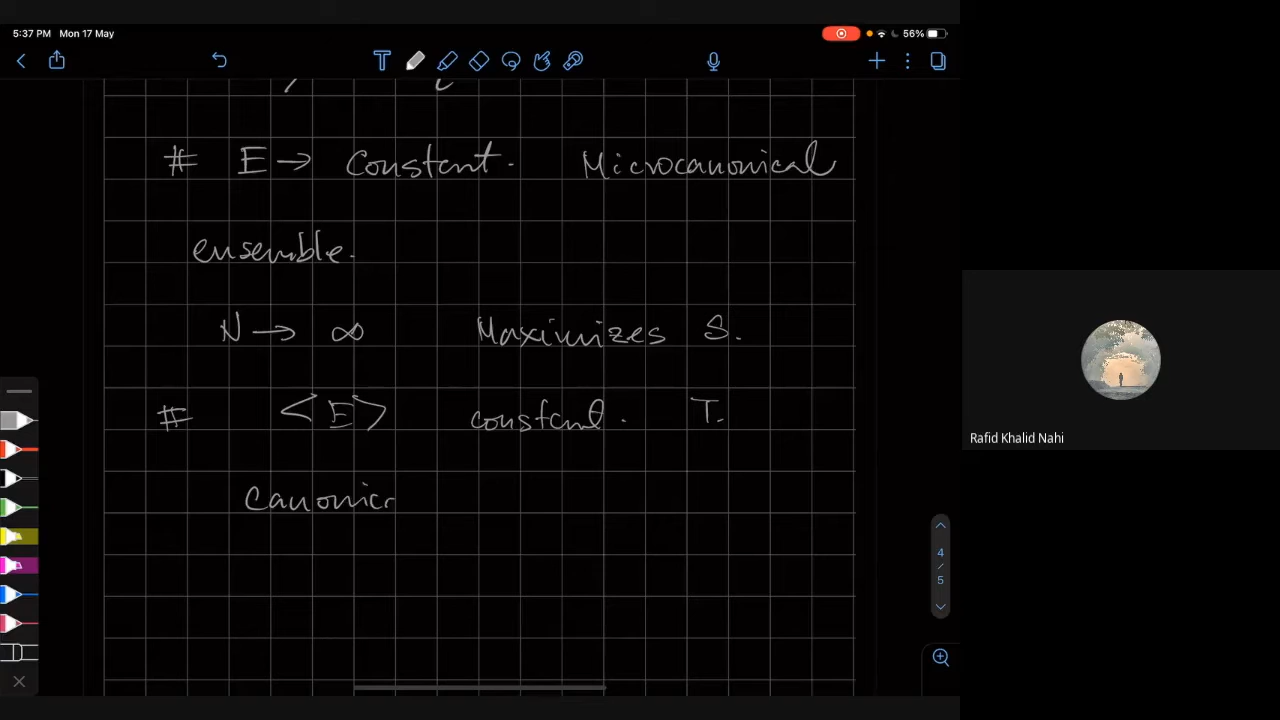 5:37 PM Mon 17 May
56%
# E → Constant. Microcanonical
ensemble.
N → ∞ Maximizes S.
# <E> constant. T.
Canonic
4
/
5
Rafid Khalid Nahi